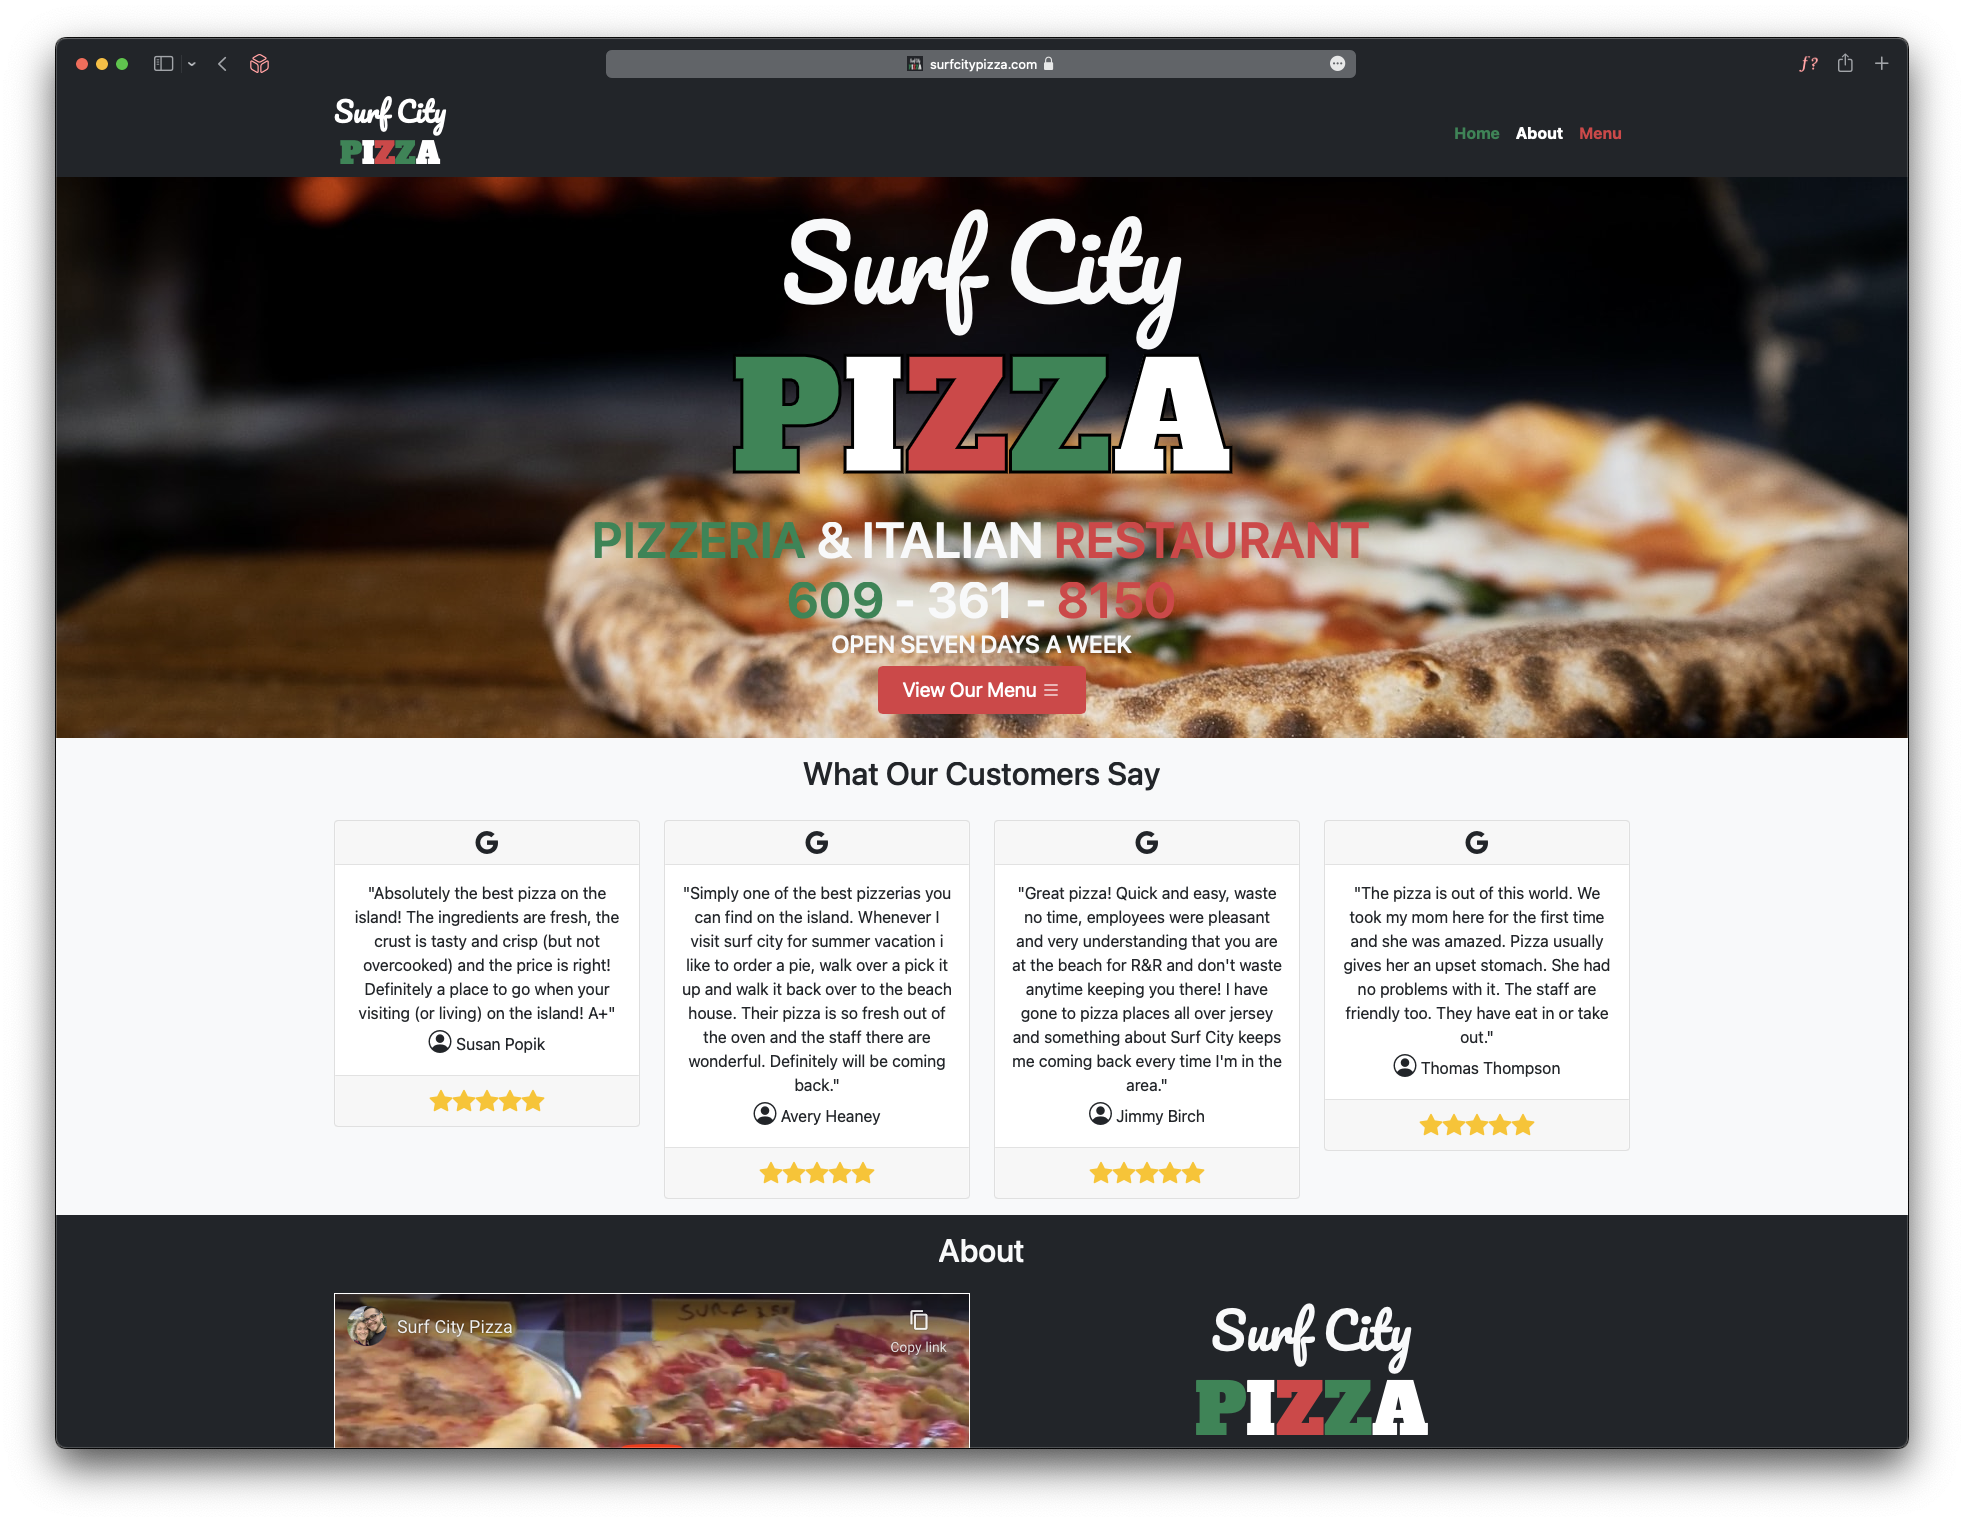 surfcitypizza.com
f?
Surf City
PIZZA
Home About Menu
Surf City
PIZZA
PIZZERIA & ITALIAN RESTAURANT
609 - 361 - 8150
OPEN SEVEN DAYS A WEEK
View Our Menu
What Our Customers Say
G
"Absolutely the best pizza on the
island! The ingredients are fresh, the
crust is tasty and crisp (but not
overcooked) and the price is right!
Definitely a place to go when your
visiting (or living) on the island! A+"
Susan Popik
G
"Simply one of the best pizzerias you
can find on the island. Whenever I
visit surf city for summer vacation i
like to order a pie, walk over a pick it
up and walk it back over to the beach
house. Their pizza is so fresh out of
the oven and the staff there are
wonderful. Definitely will be coming
back."
Avery Heaney
G
"Great pizza! Quick and easy, waste
no time, employees were pleasant
and very understanding that you are
at the beach for R&R and don't waste
anytime keeping you there! I have
gone to pizza places all over jersey
and something about Surf City keeps
me coming back every time I'm in the
area."
Jimmy Birch
G
"The pizza is out of this world. We
took my mom here for the first time
and she was amazed. Pizza usually
gives her an upset stomach. She had
no problems with it. The staff are
friendly too. They have eat in or take
out."
Thomas Thompson
About
Surf City Pizza
SURF
Copy link
Surf City
PIZZA